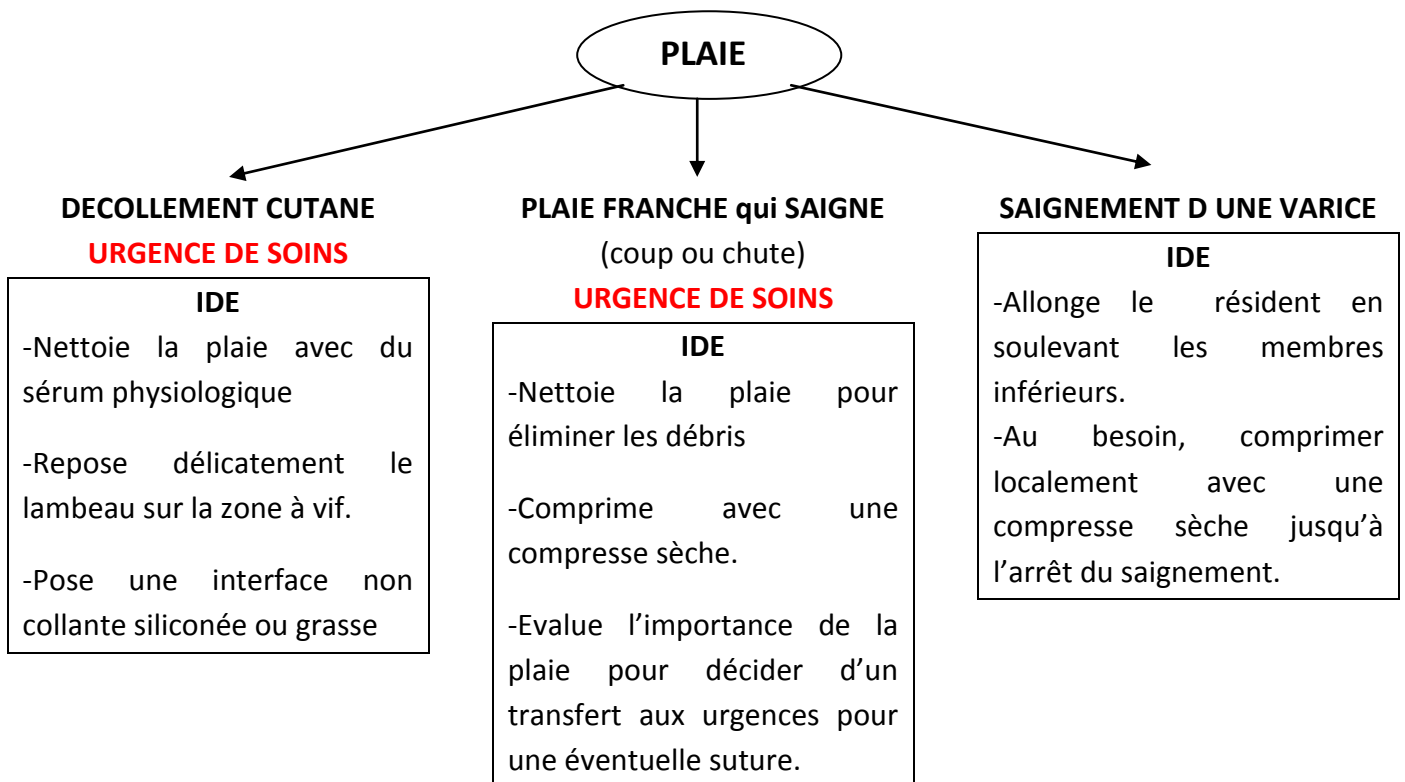 PLAIE
DECOLLEMENT CUTANE
URGENCE DE SOINS
IDE
-Nettoie la plaie avec du
sérum physiologique
-Repose délicatement le
lambeau sur la zone à vif.
-Pose une interface non
collante siliconée ou grasse
PLAIE FRANCHE qui SAIGNE
(coup ou chute)
URGENCE DE SOINS
IDE
-Nettoie la plaie pour
éliminer les débris
-Comprime avec une
compresse sèche.
-Evalue l’importance de la
plaie pour décider d’un
transfert aux urgences pour
une éventuelle suture.
SAIGNEMENT D UNE VARICE
IDE
-Allonge le résident en
soulevant les membres
inférieurs.
-Au besoin, comprimer
localement avec une
compresse sèche jusqu’à
l’arrêt du saignement.